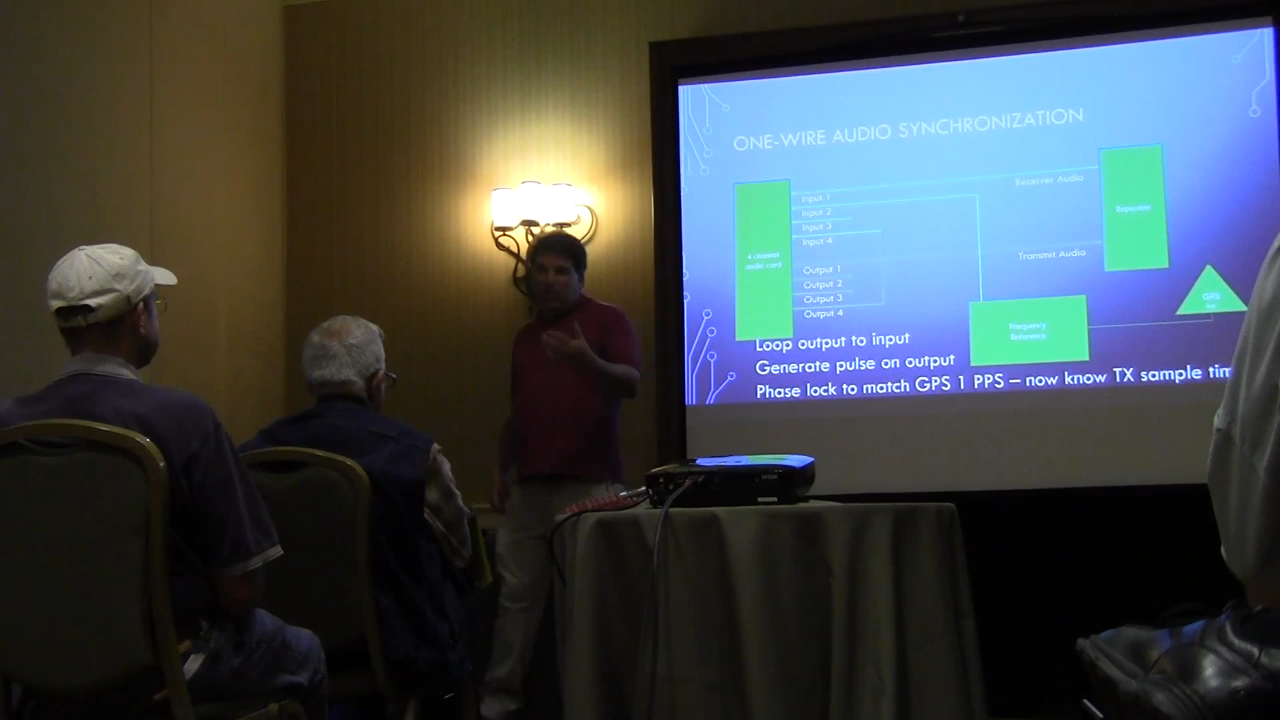 ONE-WIRE AUDIO SYNCHRONIZATION
Receiver Audio
Input 1
Input 2
Input 3
Input 4
Repeater
4 channel
audio card
Transmit Audio
Output 1
Output 2
Output 3
Output 4
GPS
Frequency
Reference
Loop output to input
Generate pulse on output
Phase lock to match GPS 1 PPS – now know TX sample tim